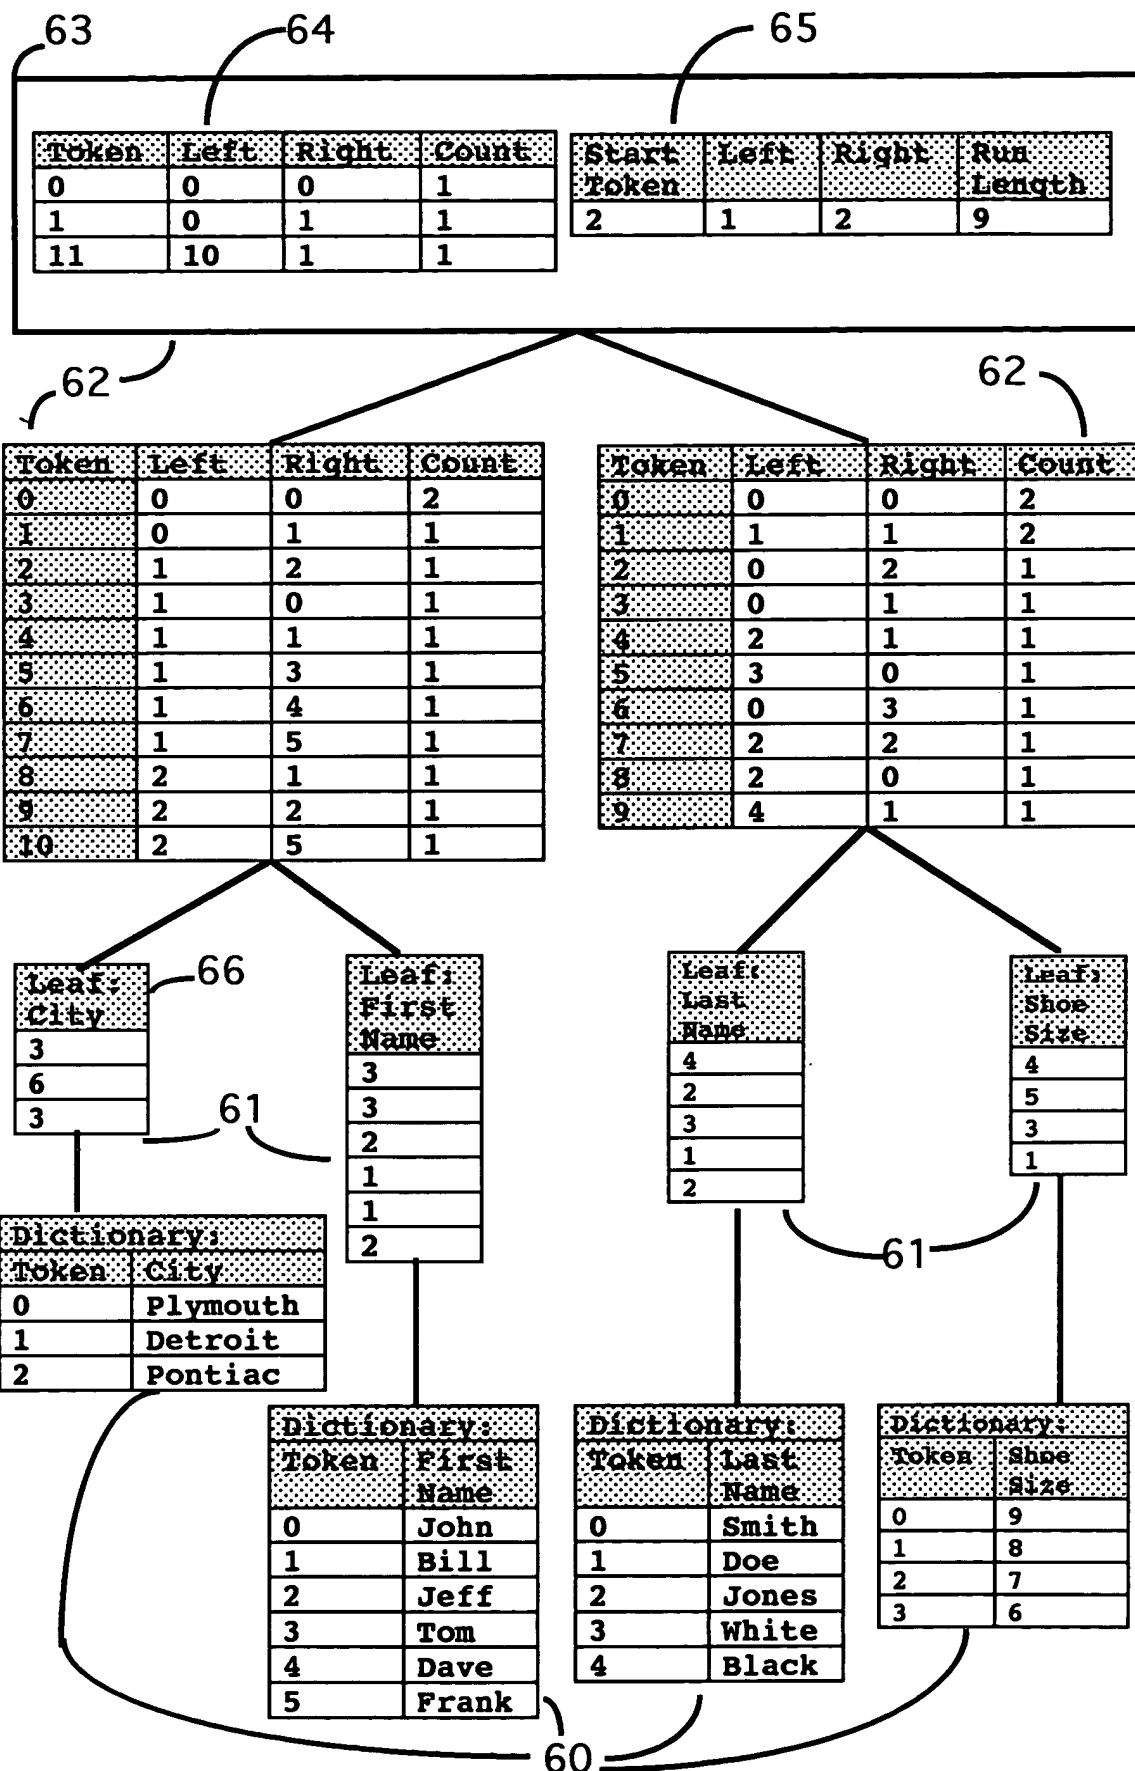 63 64 65
Token Left Right Count
0 0 0 1
1 0 1 1
11 10 1 1
Start Token Left Right Run Length
2 1 2 9
62 62
Token Left Right Count
0 0 0 2
1 0 1 1
2 1 2 1
3 1 0 1
4 1 1 1
5 1 3 1
6 1 4 1
7 1 5 1
8 2 1 1
9 2 2 1
10 2 5 1
Token Left Right Count
0 0 0 2
1 1 1 2
2 0 2 1
3 0 1 1
4 2 1 1
5 3 0 1
6 0 3 1
7 2 2 1
8 2 0 1
9 4 1 1
Leaf:
City
3
6
3
66
Leaf:
First
Name
3
3
2
1
1
2
61
Leaf:
Last
Name
4
2
3
1
2
Leaf:
Shoe
Size
4
5
3
1
61
Dictionary:
Token City
0 Plymouth
1 Detroit
2 Pontiac
Dictionary:
Token First Name
0 John
1 Bill
2 Jeff
3 Tom
4 Dave
5 Frank
Dictionary:
Token Last Name
0 Smith
1 Doe
2 Jones
3 White
4 Black
Dictionary:
Token Shoe Size
0 9
1 8
2 7
3 6
60